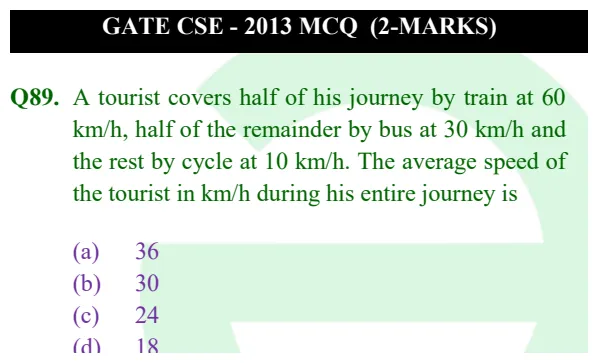 GATE CSE - 2013 MCQ (2-MARKS)
Q89. A tourist covers half of his journey by train at 60
km/h, half of the remainder by bus at 30 km/h and
the rest by cycle at 10 km/h. The average speed of
the tourist in km/h during his entire journey is
(a) 36
(b) 30
(c) 24
(d) 18